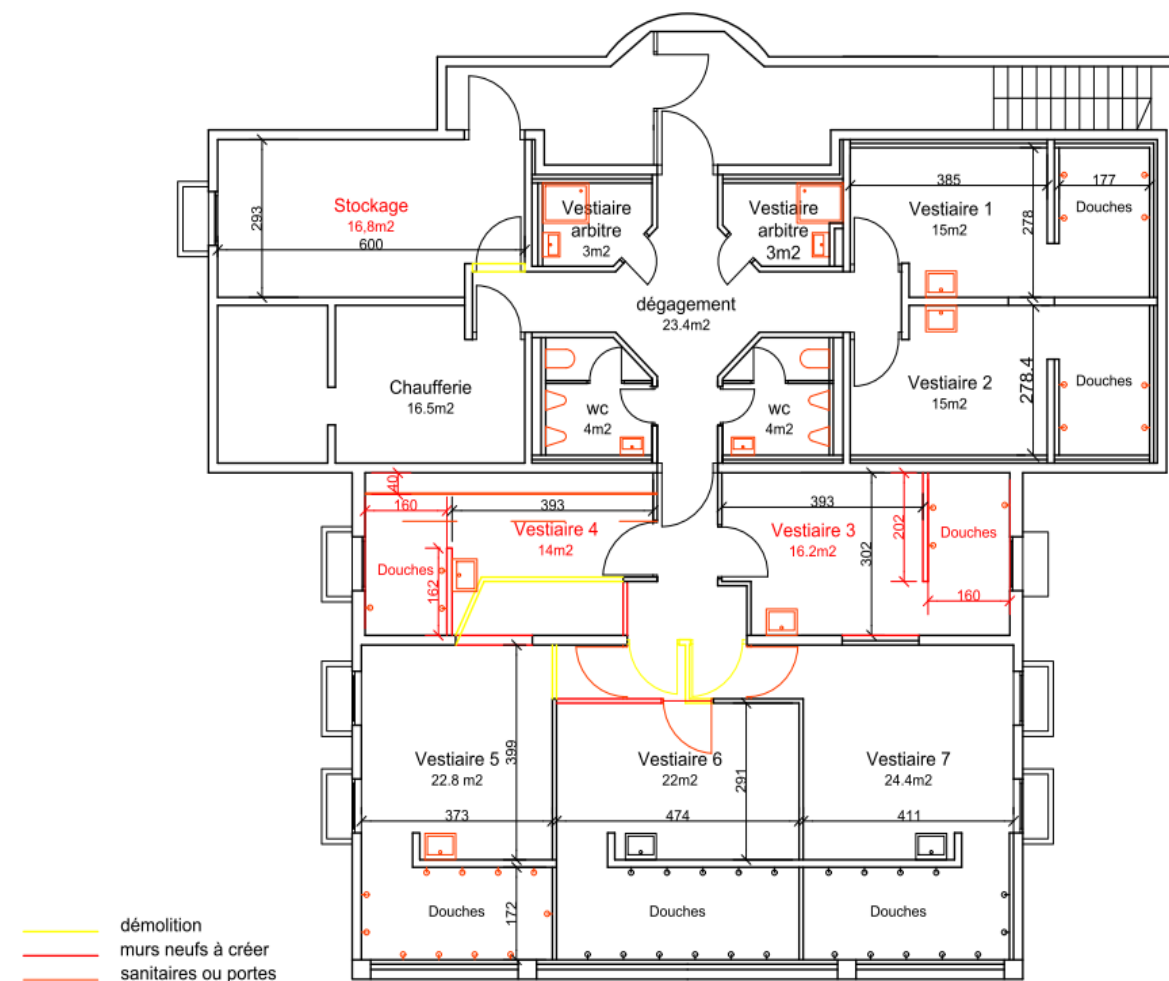 Stockage
16,8m2
600
293
Vestiaire
arbitre
3m2
Vestiaire
arbitre
3m2
385
177
Vestiaire 1
15m2
278
Douches
dégagement
23.4m2
Chaufferie
16.5m2
wc
4m2
wc
4m2
Vestiaire 2
15m2
278.4
Douches
40
160
393
Vestiaire 4
14m2
Douches
162
393
Vestiaire 3
16.2m2
302
202
Douches
160
Vestiaire 5
22.8 m2
399
373
Vestiaire 6
22m2
291
474
Vestiaire 7
24.4m2
411
Douches
172
Douches
Douches
démolition
murs neufs à créer
sanitaires ou portes